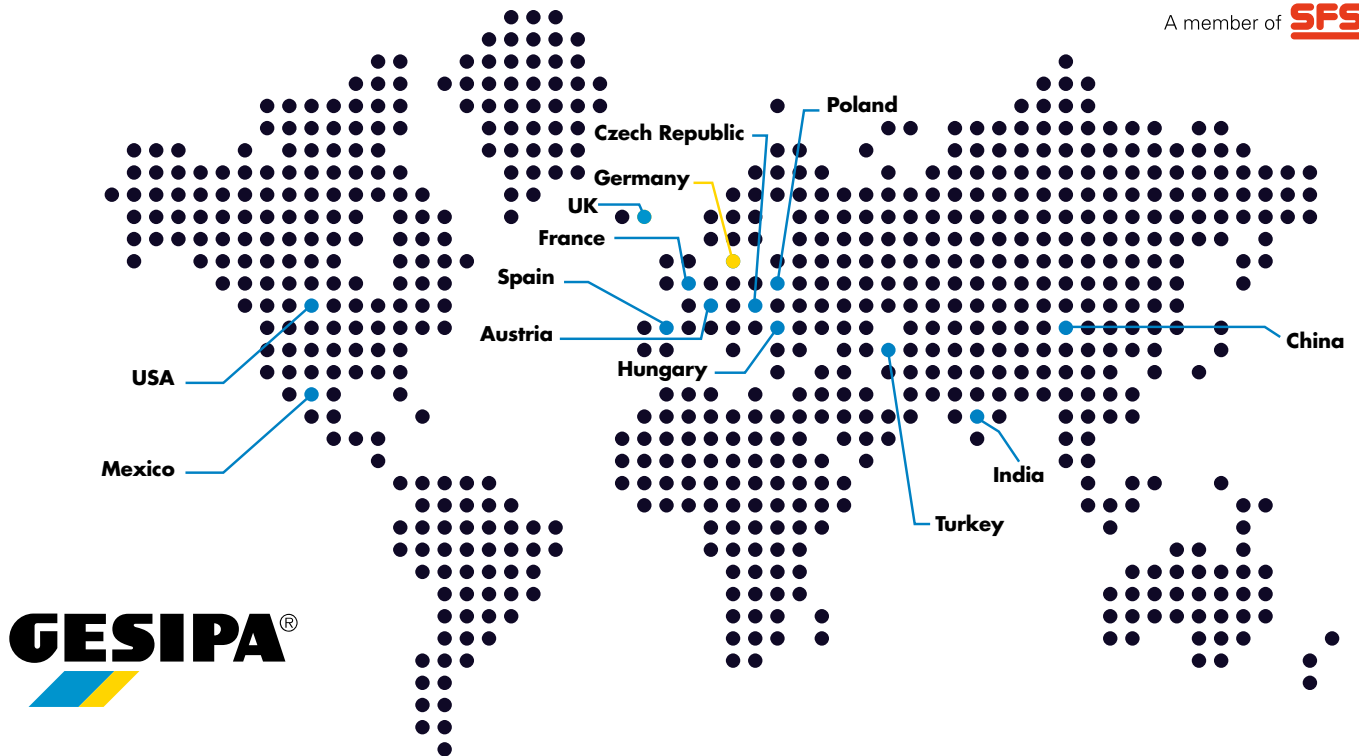 A member of SFS
Poland
Czech Republic
Germany
UK
France
Spain
Austria
Hungary
China
USA
Mexico
India
Turkey
GESIPA®